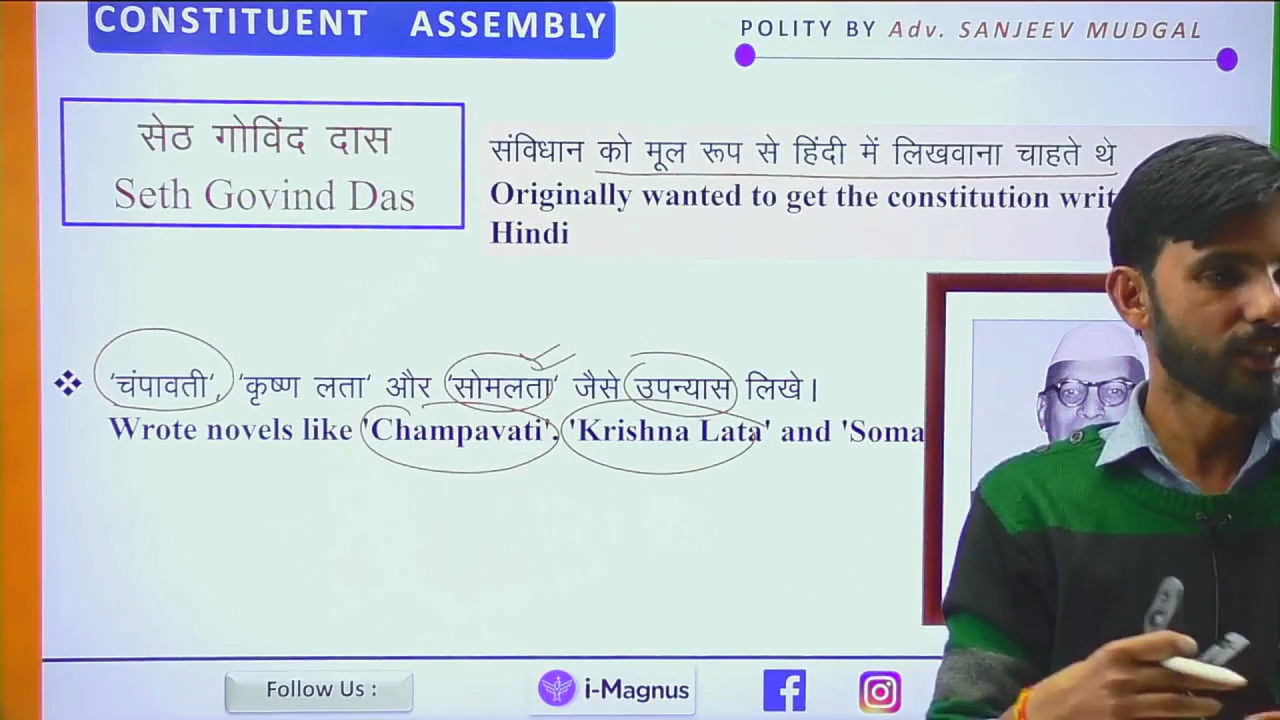 CONSTITUENT ASSEMBLY
POLITY BY Adv. SANJEEV MUDGAL
सेठ गोविंद दास
Seth Govind Das
संविधान को मूल रूप से हिंदी में लिखवाना चाहते थे
Originally wanted to get the constitution writ
Hindi
❖ 'चंपावती', 'कृष्ण लता' और 'सोमलता' जैसे उपन्यास लिखे।
Wrote novels like 'Champavati', 'Krishna Lata' and 'Soma
Follow Us :
i-Magnus